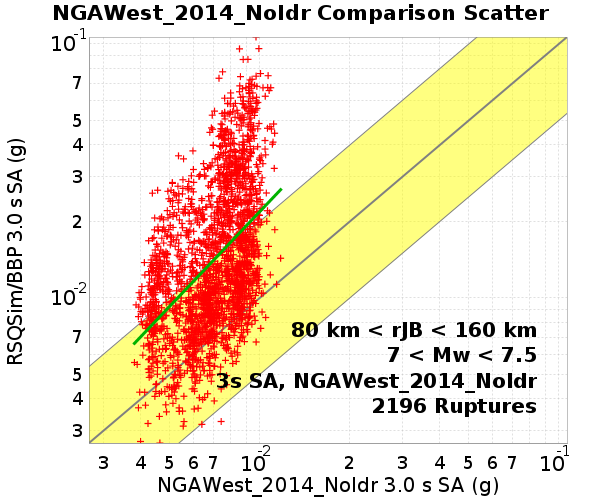 NGAWest_2014_NoIdr Comparison Scatter
RSQSim/BBP 3.0 s SA (g)
10-1
7
5
4
3
2
10-2
7
5
4
3
80 km < rJB < 160 km
7 < Mw < 7.5
3s SA, NGAWest_2014_NoIdr
2196 Ruptures
3 4 5 6 7 10-2 2 3 4 5 6 7 10-1
NGAWest_2014_NoIdr 3.0 s SA (g)